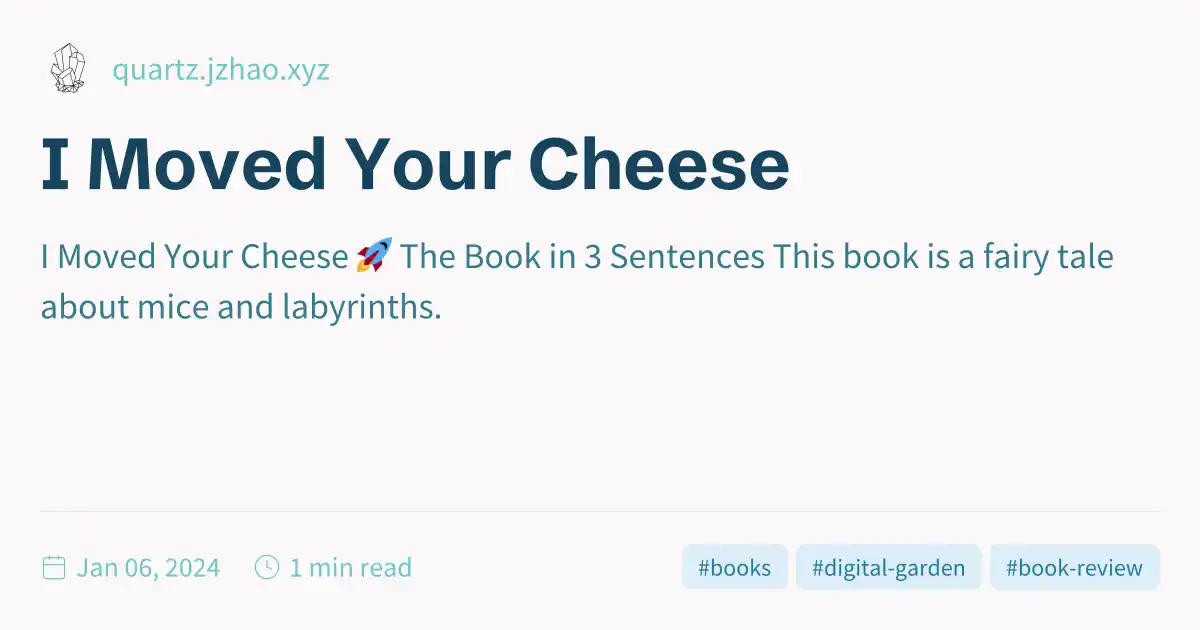 quartz.jzhao.xyz
I Moved Your Cheese
I Moved Your Cheese 🚀 The Book in 3 Sentences This book is a fairy tale
about mice and labyrinths.
Jan 06, 2024 1 min read #books #digital-garden #book-review